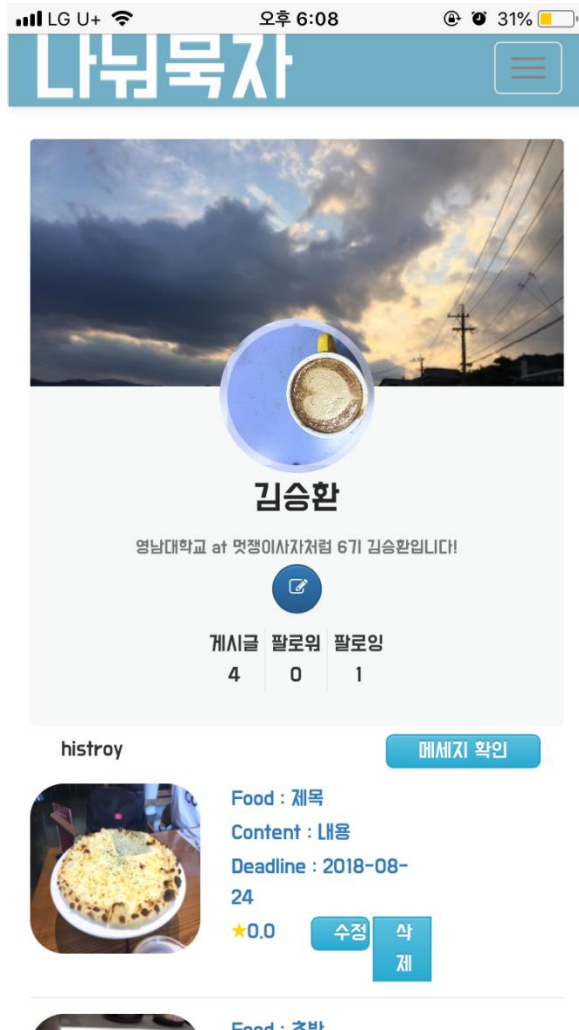 LG U+ 오후 6:08 31%
나눠묵자
김승환
영남대학교 at 멋쟁이사자처럼 6기 김승환입니다!
게시글 팔로워 팔로잉
4 0 1
histroy 메세지 확인
Food : 제목
Content : 내용
Deadline : 2018-08-
24
★0.0 수정 삭
제
Food : 초밥